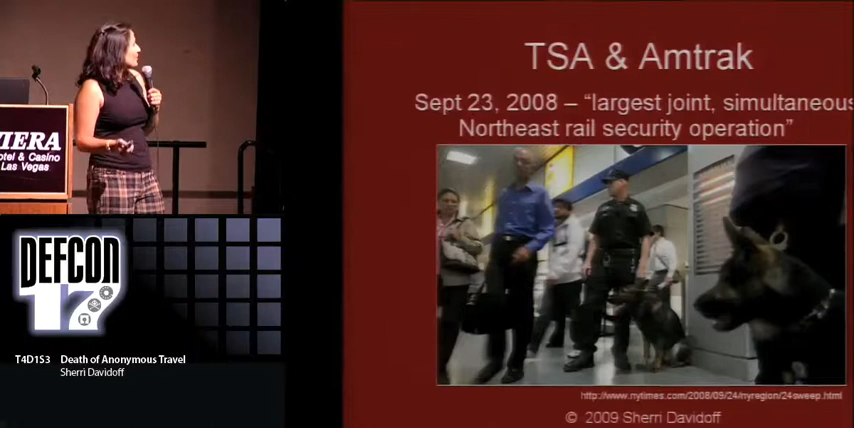 TSA & Amtrak
Sept 23, 2008 – “largest joint, simultaneous
Northeast rail security operation”
http://www.nytimes.com/2008/09/24/nyregion/24sweep.html
© 2009 Sherri Davidoff
IERA
otel & Casino
Las Vegas
DEFCON
17
T4D1S3 Death of Anonymous Travel
Sherri Davidoff